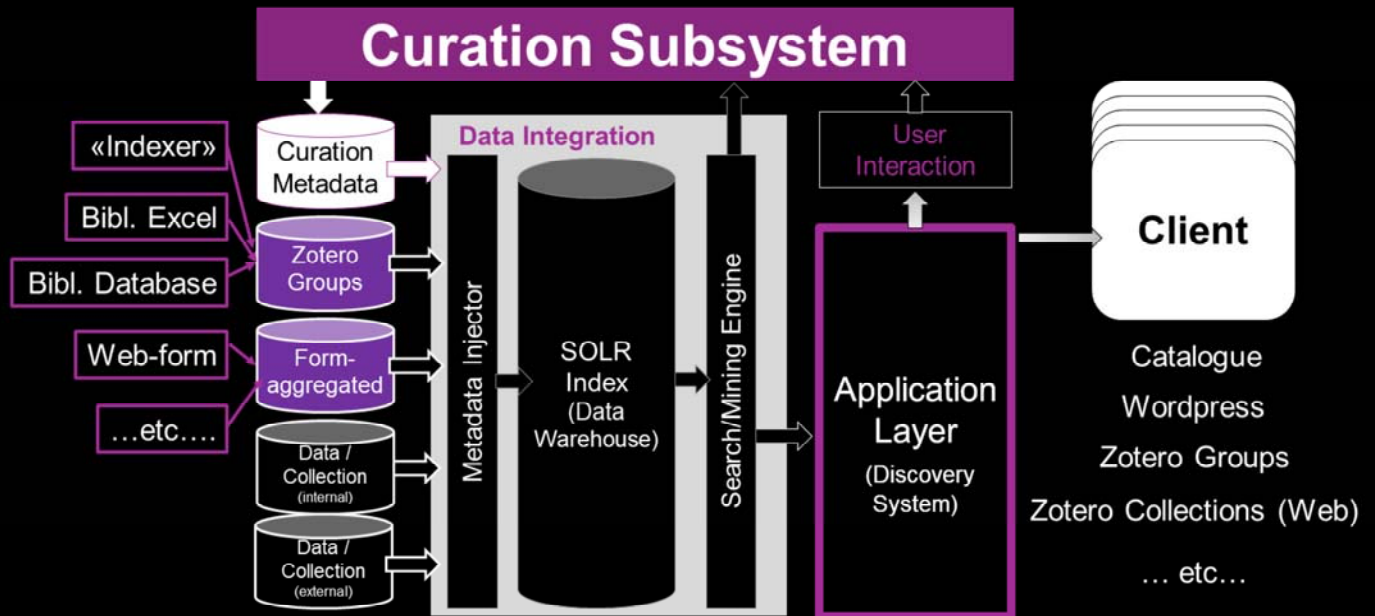 Curation Subsystem
«Indexer»
Bibl. Excel
Bibl. Database
Web-form
…etc….
Curation
Metadata
Zotero
Groups
Form-
aggregated
Data /
Collection
(internal)
Data /
Collection
(external)
Data Integration
Metadata Injector
SOLR
Index
(Data
Warehouse)
Search/Mining Engine
User
Interaction
Application
Layer
(Discovery
System)
Client
Catalogue
Wordpress
Zotero Groups
Zotero Collections (Web)
… etc…